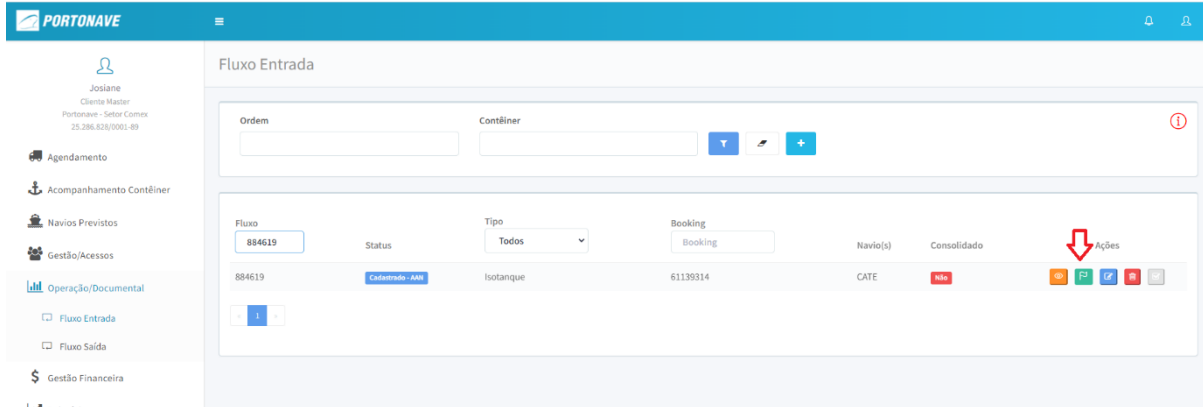 PORTONAVE
Josiane
Cliente Master
Portonave - Setor Comex
25.286.828/0001-89
Agendamento
Acompanhamento Contêiner
Navios Previstos
Gestão/Acessos
Operação/Documental
Fluxo Entrada
Fluxo Saída
Gestão Financeira
Fluxo Entrada
Ordem Contêiner
Fluxo Status Tipo Booking Navio(s) Consolidado Ações
884619 Todos Booking
884619 Cadastrado - AAN Isotanque 61139314 CATE Não
1